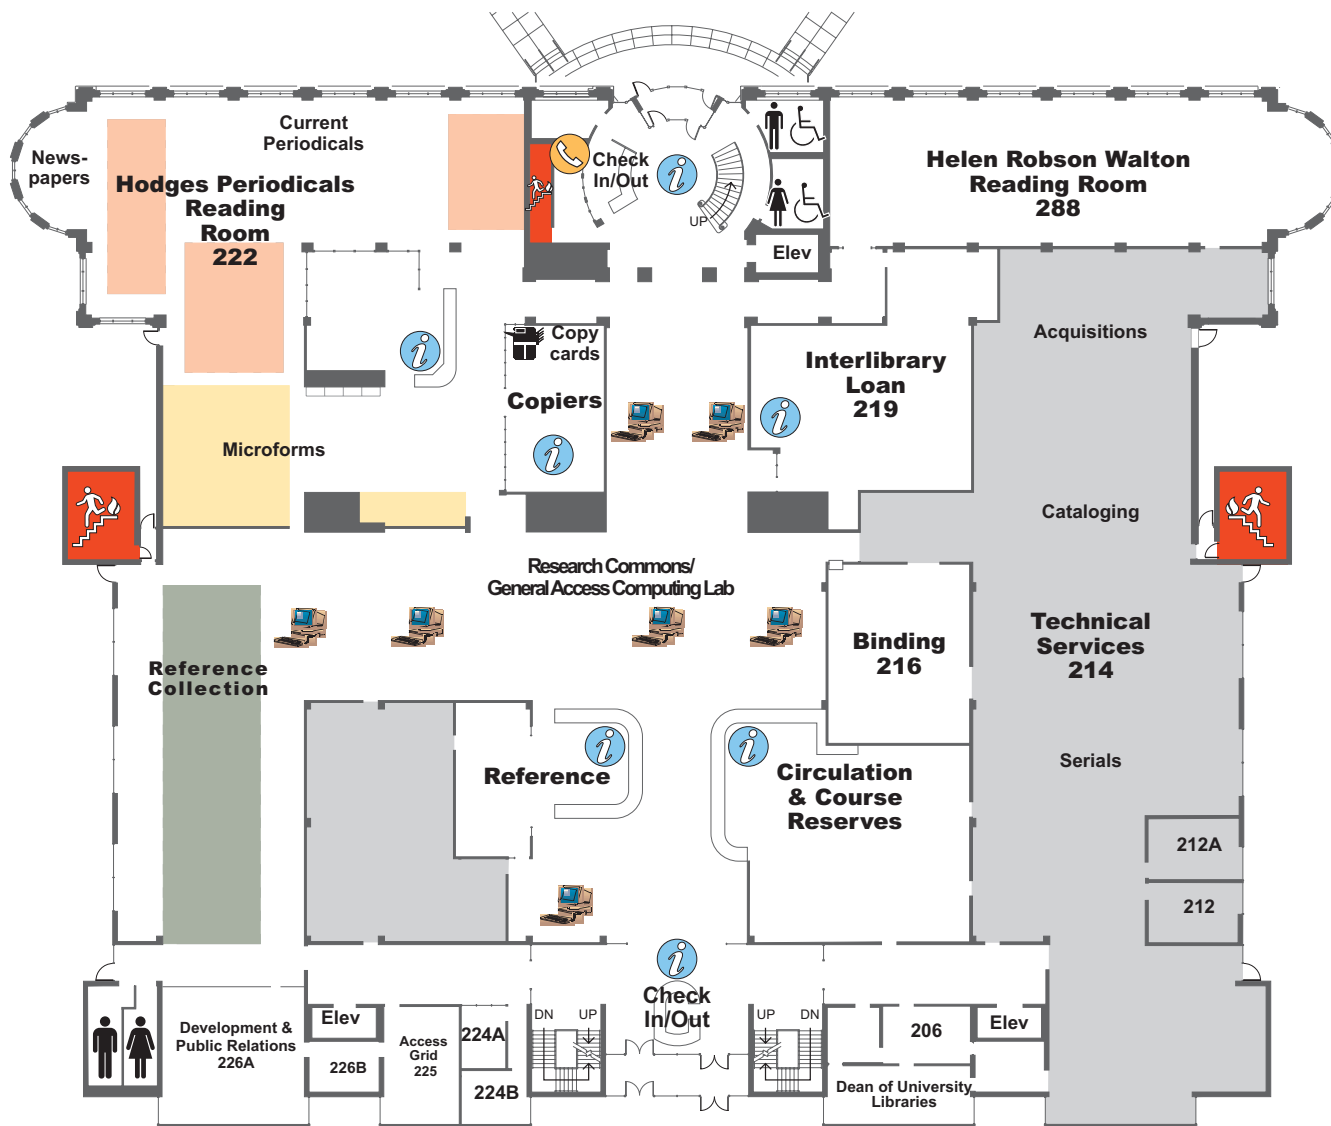 Current
Periodicals
News-
papers
Hodges Periodicals
Reading
Room
222
Check
In/Out
UP
Elev
Helen Robson Walton
Reading Room
288
Copy
cards
Copiers
Interlibrary
Loan
219
Acquisitions
Microforms
Cataloging
Research Commons/
General Access Computing Lab
Reference
Collection
Binding
216
Technical
Services
214
Reference
Circulation
& Course
Reserves
Serials
212A
212
Check
In/Out
Development &
Public Relations
226A
Elev
226B
Access
Grid
225
224A
224B
DN
UP
UP
DN
206
Elev
Dean of University
Libraries